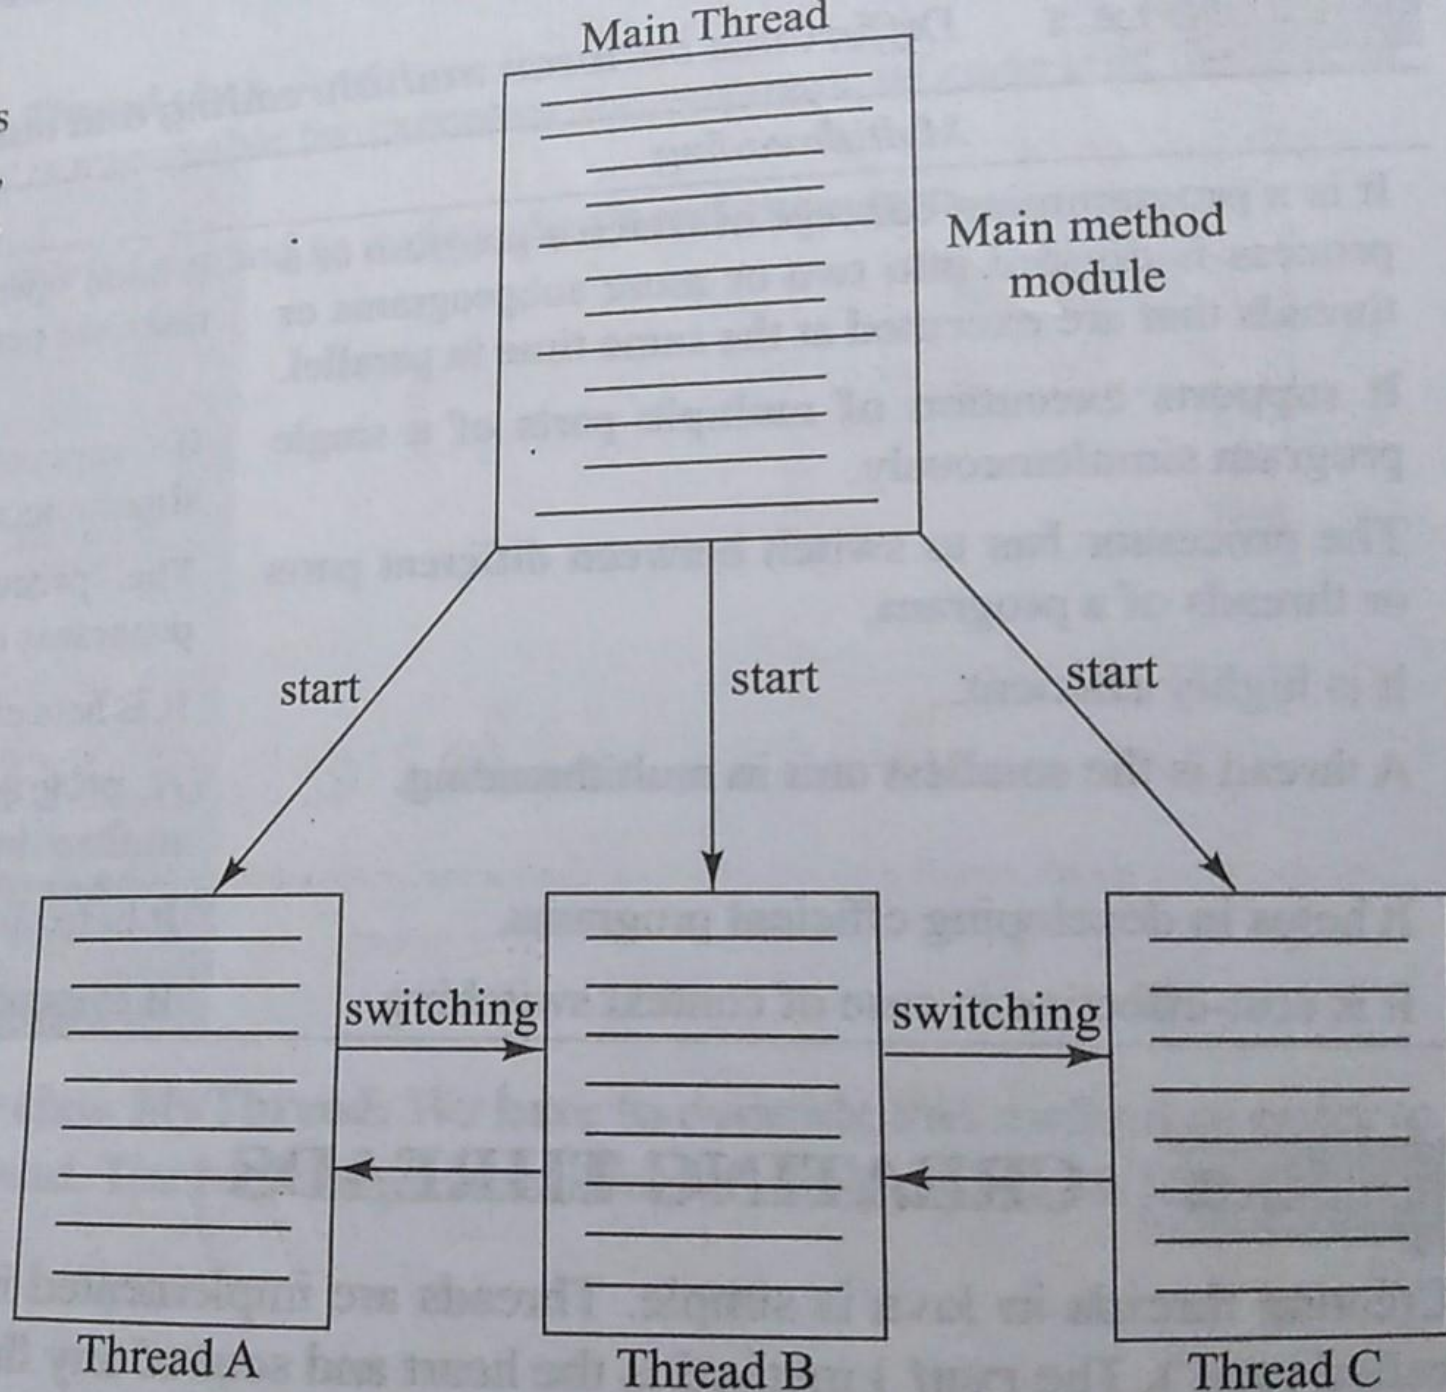 Main Thread
Main method
module
start
start
start
switching
switching
Thread A
Thread B
Thread C